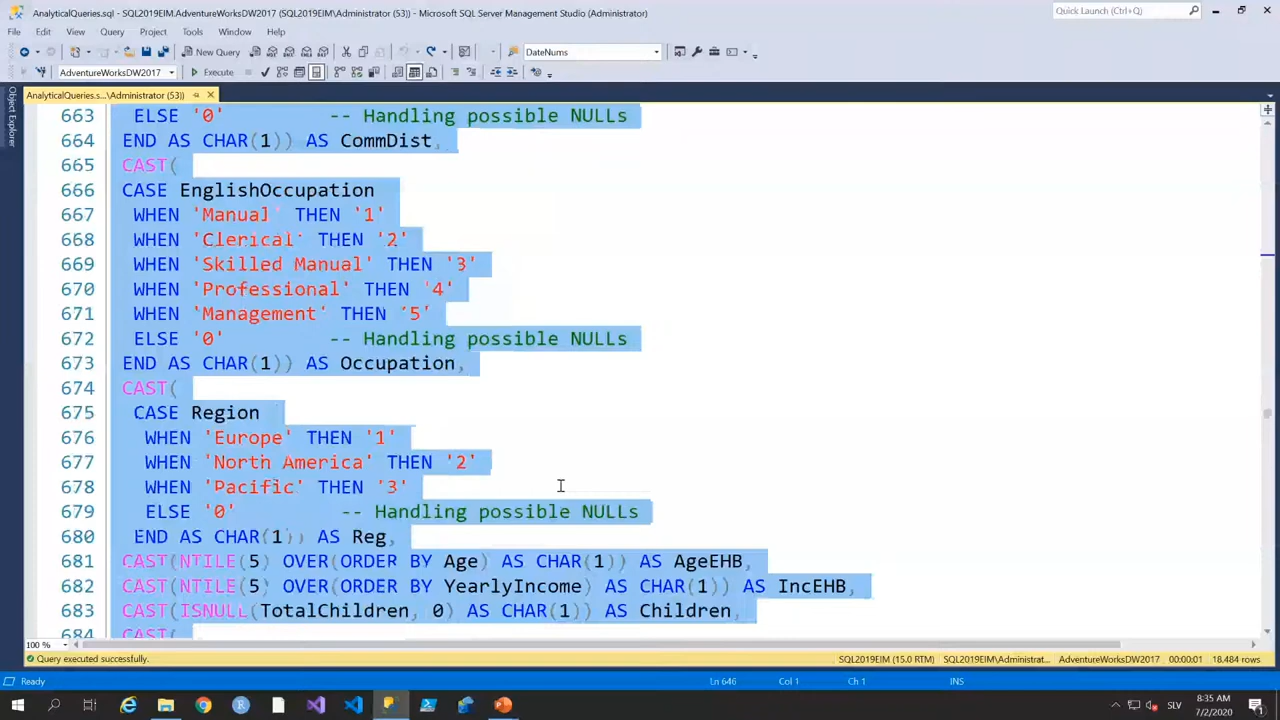 AnalyticalQueries.sql - SQL2019EIM.AdventureWorksDW2017 (SQL2019EIM\Administrator (53)) - Microsoft SQL Server Management Studio (Administrator)
Quick Launch (Ctrl+Q)
File Edit View Query Project Tools Window Help
New Query
DateNums
AdventureWorksDW2017
Execute
AnalyticalQueries.s...\Administrator (53))
Object Explorer
663 ELSE '0' -- Handling possible NULLs
664 END AS CHAR(1)) AS CommDist,
665 CAST(
666 CASE EnglishOccupation
667 WHEN 'Manual' THEN '1'
668 WHEN 'Clerical' THEN '2'
669 WHEN 'Skilled Manual' THEN '3'
670 WHEN 'Professional' THEN '4'
671 WHEN 'Management' THEN '5'
672 ELSE '0' -- Handling possible NULLs
673 END AS CHAR(1)) AS Occupation,
674 CAST(
675 CASE Region
676 WHEN 'Europe' THEN '1'
677 WHEN 'North America' THEN '2'
678 WHEN 'Pacific' THEN '3'
679 ELSE '0' -- Handling possible NULLs
680 END AS CHAR(1)) AS Reg,
681 CAST(NTILE(5) OVER(ORDER BY Age) AS CHAR(1)) AS AgeEHB,
682 CAST(NTILE(5) OVER(ORDER BY YearlyIncome) AS CHAR(1)) AS IncEHB,
683 CAST(ISNULL(TotalChildren, 0) AS CHAR(1)) AS Children,
684 CAST(
100 %
Query executed successfully.
SQL2019EIM (15.0 RTM) SQL2019EIM\Administrat... AdventureWorksDW2017 00:00:01 18.484 rows
Ready
Ln 646 Col 1 Ch 1 INS
SLV
8:35 AM
7/2/2020
1